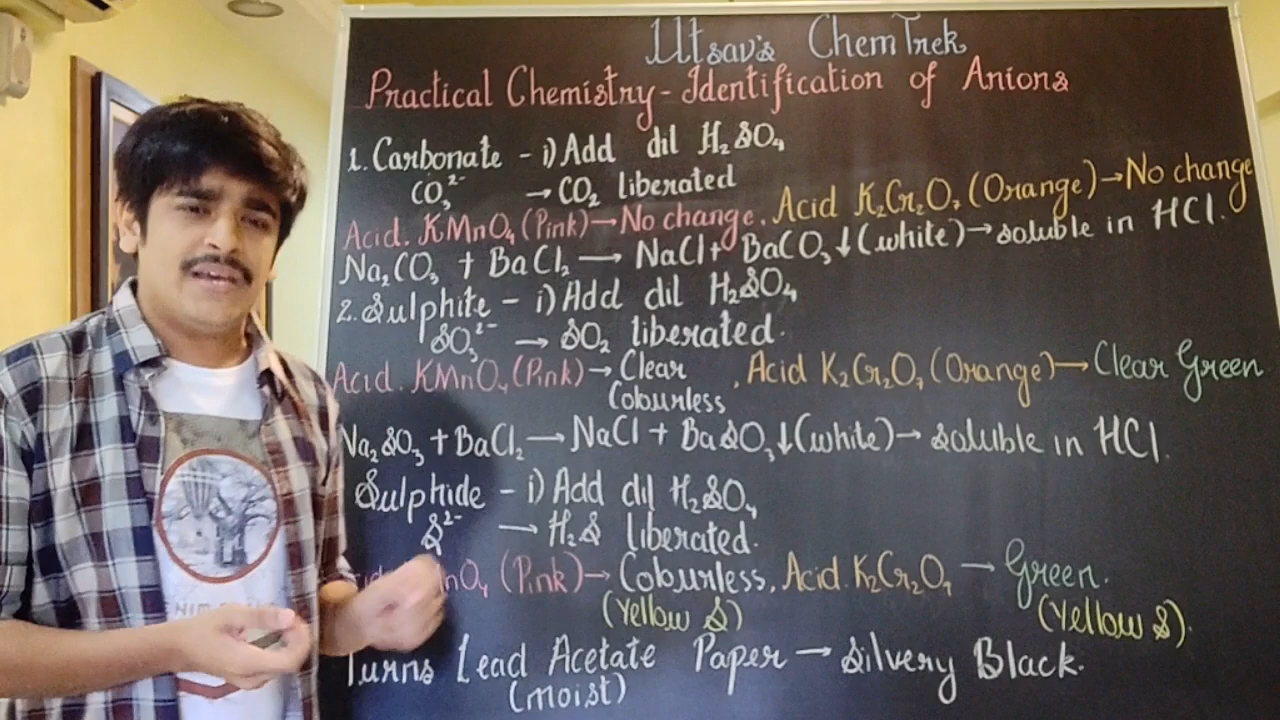 Utsav's ChemTrek
Practical Chemistry - Identification of Anions
1. Carbonate - i) Add dil H₂SO₄
CO₃²⁻ → CO₂ liberated
Acid. KMnO₄ (Pink) → No change, Acid K₂Cr₂O₇ (Orange) → No change
Na₂CO₃ + BaCl₂ → NaCl + BaCO₃↓ (white) → soluble in HCl.
2. Sulphite - i) Add dil H₂SO₄
SO₃²⁻ → SO₂ liberated.
Acid. KMnO₄ (Pink) → Clear Colourless, Acid K₂Cr₂O₇ (Orange) → Clear Green
Na₂SO₃ + BaCl₂ → NaCl + BaSO₃↓ (white) → soluble in HCl.
Sulphide - i) Add dil H₂SO₄
S²⁻ → H₂S liberated.
nO₄ (Pink) → Colourless, Acid. K₂Cr₂O₇ → Green.
(Yellow S) (Yellow S).
Turns Lead Acetate Paper → Silvery Black.
(moist)